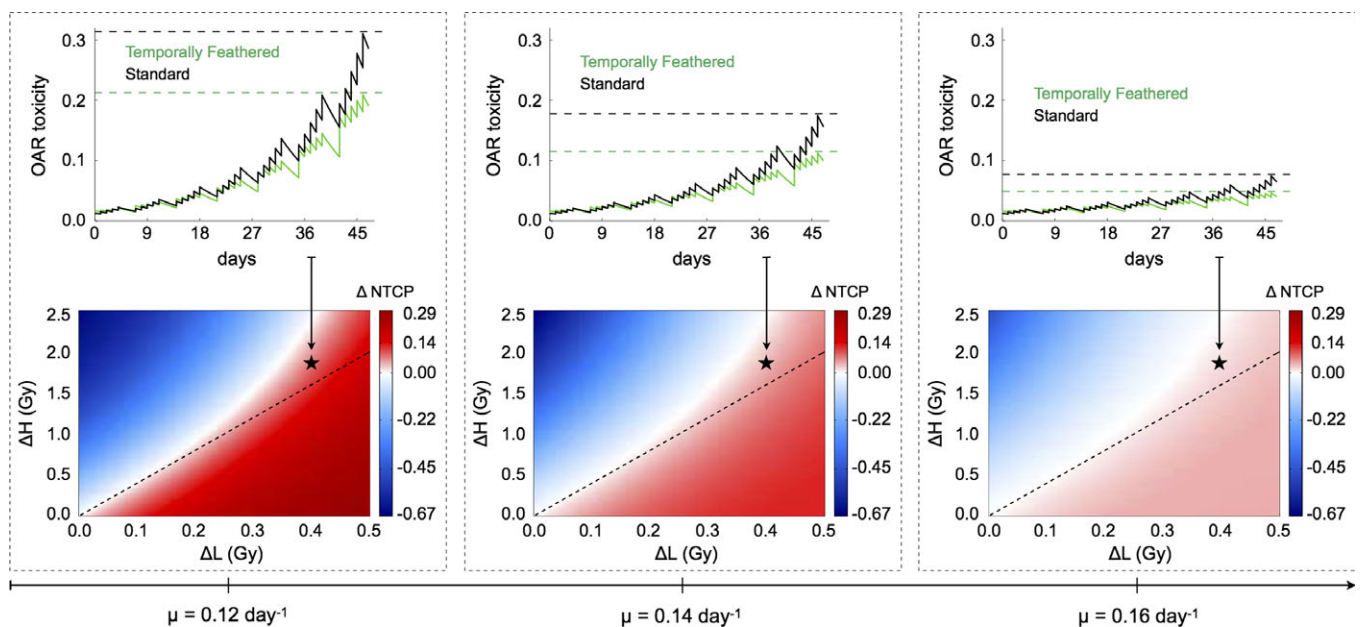 0.3
0.2
0.1
0.0
OAR toxicity
Temporally Feathered
Standard
0 9 18 27 36 45
days
Δ NTCP
2.5
2.0
1.5
1.0
0.5
0.0
ΔH (Gy)
0.29
0.14
0.00
-0.22
-0.45
-0.67
0.0 0.1 0.2 0.3 0.4 0.5
ΔL (Gy)
μ = 0.12 day-1
0.3
0.2
0.1
0.0
OAR toxicity
Temporally Feathered
Standard
0 9 18 27 36 45
days
Δ NTCP
2.5
2.0
1.5
1.0
0.5
0.0
ΔH (Gy)
0.29
0.14
0.00
-0.22
-0.45
-0.67
0.0 0.1 0.2 0.3 0.4 0.5
ΔL (Gy)
μ = 0.14 day-1
0.3
0.2
0.1
0.0
OAR toxicity
Temporally Feathered
Standard
0 9 18 27 36 45
days
Δ NTCP
2.5
2.0
1.5
1.0
0.5
0.0
ΔH (Gy)
0.29
0.14
0.00
-0.22
-0.45
-0.67
0.0 0.1 0.2 0.3 0.4 0.5
ΔL (Gy)
μ = 0.16 day-1